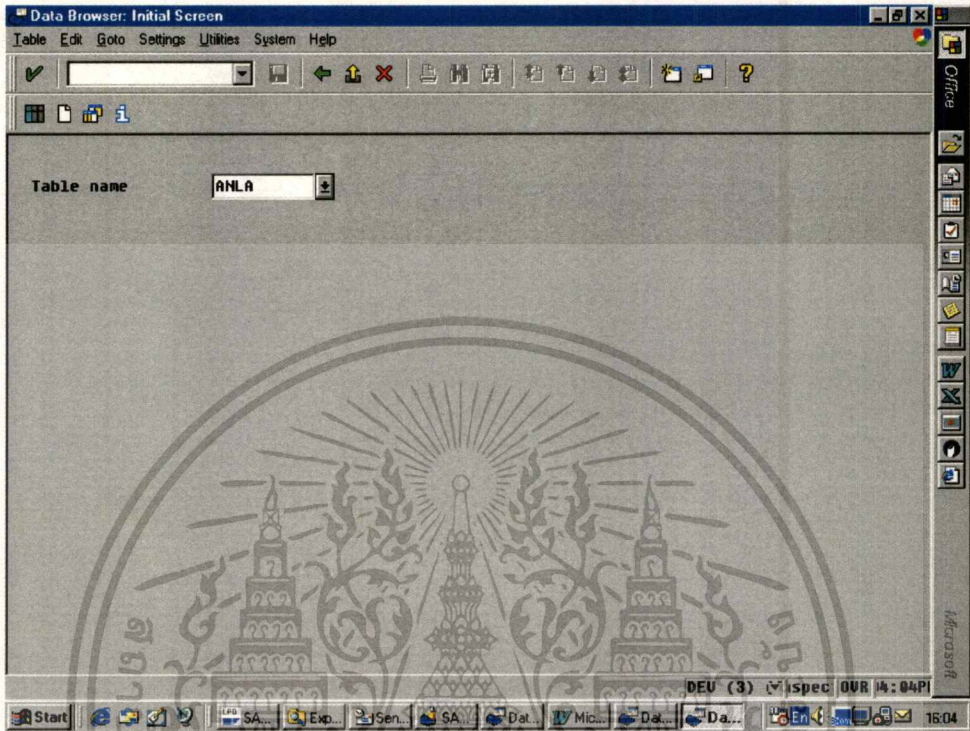 Data Browser: Initial Screen
Table Edit Goto Settings Utilities System Help
Table name ANLA
Office
Microsoft
DEV (3)
OVR
Start
SA...
Exp...
Sen...
SA...
Dat...
Mic...
Dat...
Da...
En
16:04